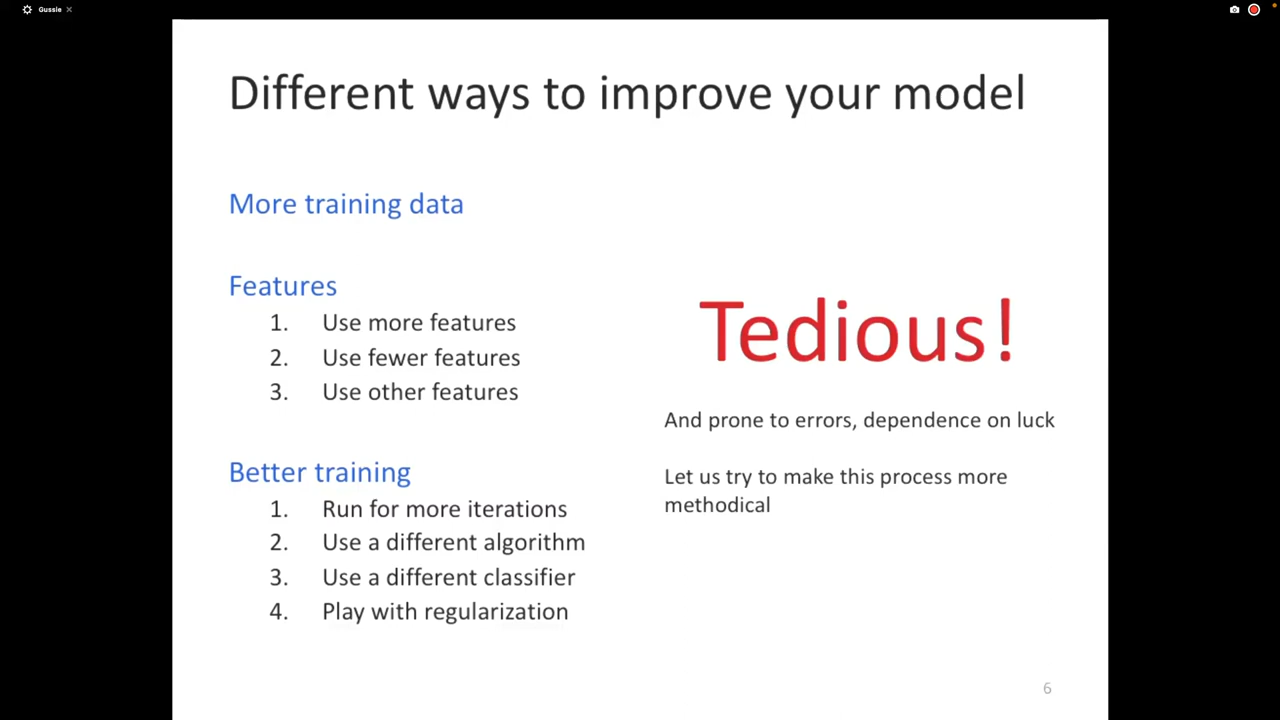 Gussie
Different ways to improve your model
More training data
Features
1. Use more features
2. Use fewer features
3. Use other features
Better training
1. Run for more iterations
2. Use a different algorithm
3. Use a different classifier
4. Play with regularization
Tedious!
And prone to errors, dependence on luck
Let us try to make this process more
methodical
6